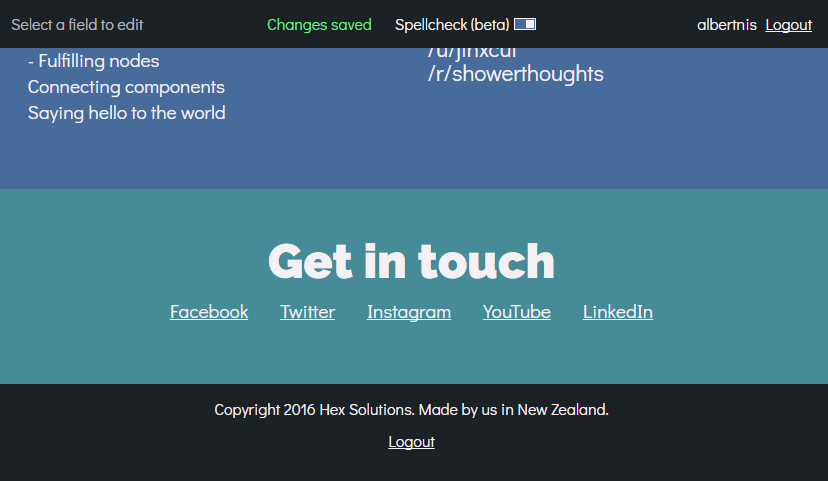 Select a field to edit Changes saved Spellcheck (beta) albertnis Logout
- Fulfilling nodes
Connecting components
Saying hello to the world
/r/showerthoughts
Get in touch
Facebook Twitter Instagram YouTube LinkedIn
Copyright 2016 Hex Solutions. Made by us in New Zealand.
Logout